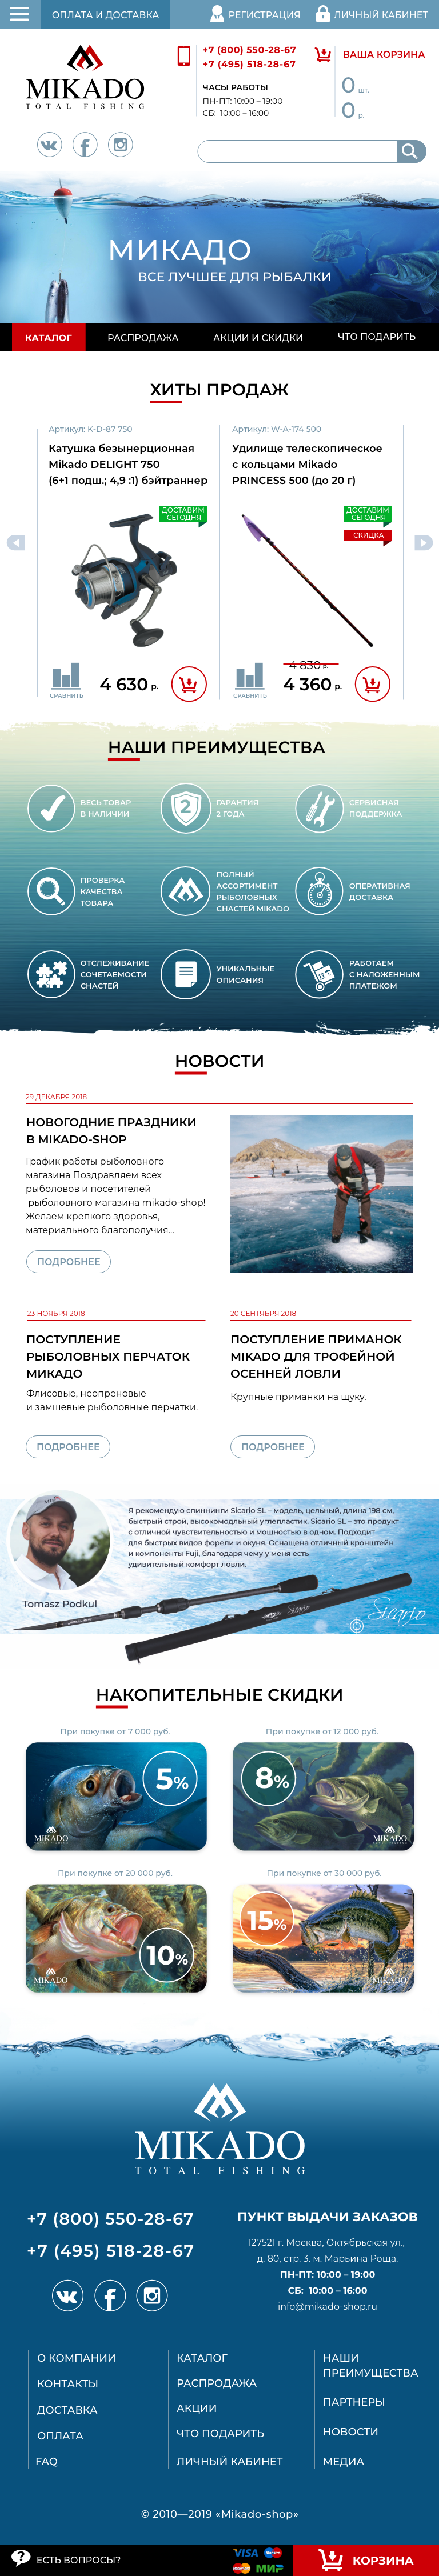 ОПЛАТА И ДОСТАВКА
РЕГИСТРАЦИЯ
ЛИЧНЫЙ КАБИНЕТ
MIKADO
TOTAL FISHING
+7 (800) 550-28-67
+7 (495) 518-28-67
ЧАСЫ РАБОТЫ
ПН-ПТ: 10:00 – 19:00
СБ: 10:00 – 16:00
ВАША КОРЗИНА
0 шт.
0 р.
МИКАДО
ВСЕ ЛУЧШЕЕ ДЛЯ РЫБАЛКИ
КАТАЛОГ
РАСПРОДАЖА
АКЦИИ И СКИДКИ
ЧТО ПОДАРИТЬ
ХИТЫ ПРОДАЖ
Артикул: K-D-87 750
Катушка безынерционная
Mikado DELIGHT 750
(6+1 подш.; 4,9 :1) бэйтраннер
ДОСТАВИМ
СЕГОДНЯ
СРАВНИТЬ
4 630 р.
Артикул: W-A-174 500
Удилище телескопическое
с кольцами Mikado
PRINCESS 500 (до 20 г)
ДОСТАВИМ
СЕГОДНЯ
СКИДКА
СРАВНИТЬ
4 830 р.
4 360 р.
НАШИ ПРЕИМУЩЕСТВА
ВЕСЬ ТОВАР
В НАЛИЧИИ
2
ГАРАНТИЯ
2 ГОДА
СЕРВИСНАЯ
ПОДДЕРЖКА
ПРОВЕРКА
КАЧЕСТВА
ТОВАРА
ПОЛНЫЙ
АССОРТИМЕНТ
РЫБОЛОВНЫХ
СНАСТЕЙ MIKADO
ОПЕРАТИВНАЯ
ДОСТАВКА
ОТСЛЕЖИВАНИЕ
СОЧЕТАЕМОСТИ
СНАСТЕЙ
УНИКАЛЬНЫЕ
ОПИСАНИЯ
РАБОТАЕМ
С НАЛОЖЕННЫМ
ПЛАТЕЖОМ
НОВОСТИ
29 ДЕКАБРЯ 2018
НОВОГОДНИЕ ПРАЗДНИКИ
В MIKADO-SHOP
График работы рыболовного
магазина Поздравляем всех
рыболовов и посетителей
рыболовного магазина mikado-shop!
Желаем крепкого здоровья,
материального благополучия...
ПОДРОБНЕЕ
23 НОЯБРЯ 2018
ПОСТУПЛЕНИЕ
РЫБОЛОВНЫХ ПЕРЧАТОК
МИКАДО
Флисовые, неопреновые
и замшевые рыболовные перчатки.
ПОДРОБНЕЕ
20 СЕНТЯБРЯ 2018
ПОСТУПЛЕНИЕ ПРИМАНОК
MIKADO ДЛЯ ТРОФЕЙНОЙ
ОСЕННЕЙ ЛОВЛИ
Крупные приманки на щуку.
ПОДРОБНЕЕ
Я рекомендую спиннинги Sicario SL – модель, цельный, длина 198 см,
быстрый строй, высокомодульный углепластик. Sicario SL – это продукт
с отличной чувствительностью и мощностью в одном. Подходит
для быстрых видов форели и окуня. Оснащена отличный кронштейн
и компоненты Fuji, благодаря чему у меня есть
удивительный комфорт ловли.
Tomasz Podkul
Sicario
Sicario
НАКОПИТЕЛЬНЫЕ СКИДКИ
При покупке от 7 000 руб.
5%
MIKADO
При покупке от 12 000 руб.
8%
MIKADO
При покупке от 20 000 руб.
10%
MIKADO
При покупке от 30 000 руб.
15%
MIKADO
MIKADO
TOTAL FISHING
+7 (800) 550-28-67
+7 (495) 518-28-67
ПУНКТ ВЫДАЧИ ЗАКАЗОВ
127521 г. Москва, Октябрьская ул.,
д. 80, стр. 3. м. Марьина Роща.
ПН-ПТ: 10:00 – 19:00
СБ: 10:00 – 16:00
info@mikado-shop.ru
О КОМПАНИИ
КОНТАКТЫ
ДОСТАВКА
ОПЛАТА
FAQ
КАТАЛОГ
РАСПРОДАЖА
АКЦИИ
ЧТО ПОДАРИТЬ
ЛИЧНЫЙ КАБИНЕТ
НАШИ
ПРЕИМУЩЕСТВА
ПАРТНЕРЫ
НОВОСТИ
МЕДИА
© 2010—2019 «Mikado-shop»
ЕСТЬ ВОПРОСЫ?
VISA
МИР
КОРЗИНА